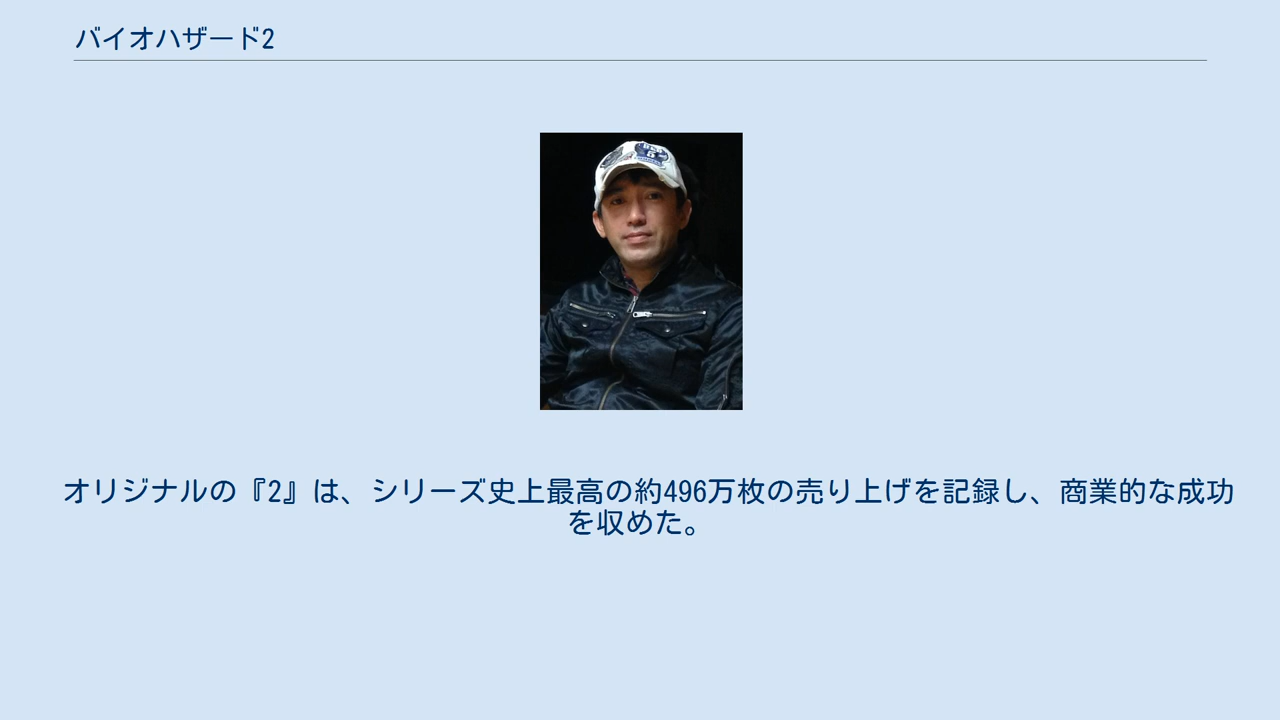 バイオハザード2
オリジナルの『2』は、シリーズ史上最高の約496万枚の売り上げを記録し、商業的な成功
を収めた。